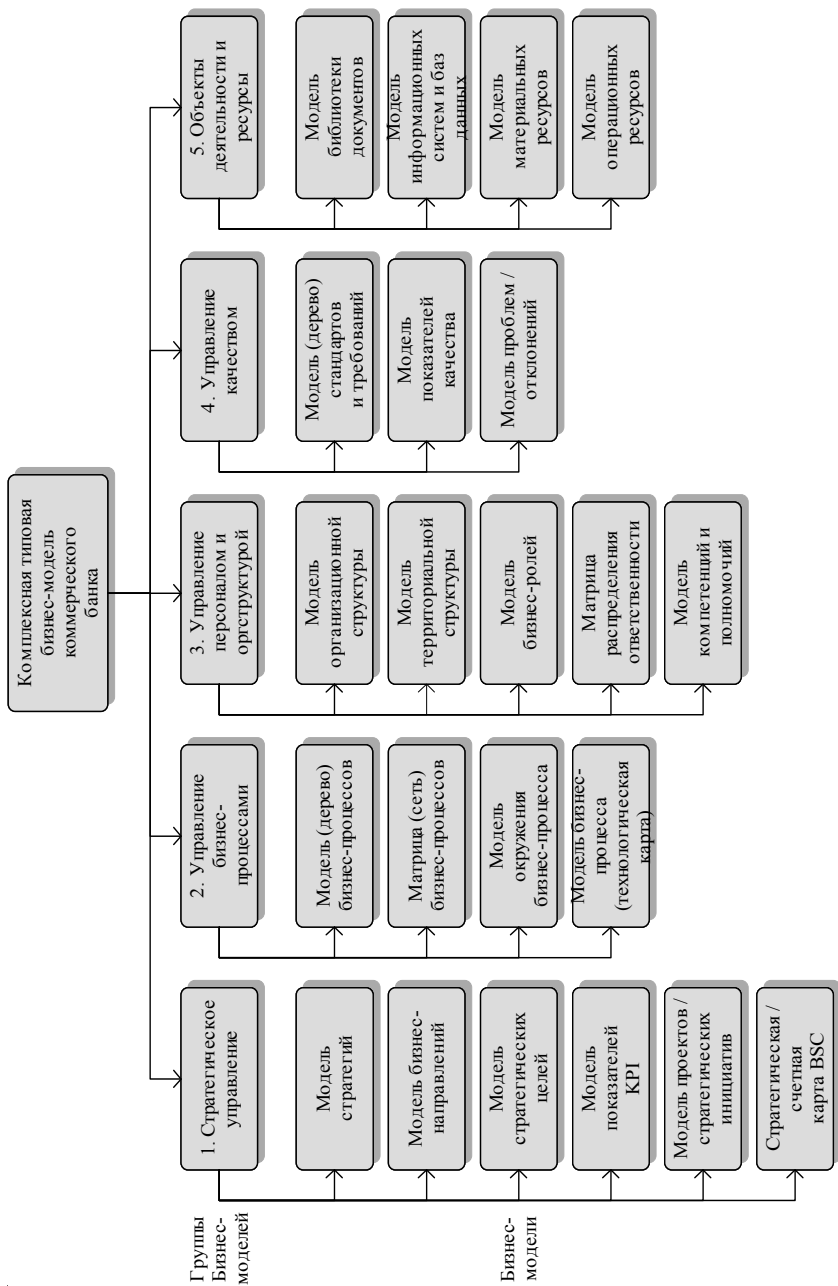 Комплексная типовая
бизнес-модель
коммерческого
банка
Группы
Бизнес-
моделей
1. Стратегическое
управление
2. Управление
бизнес-
процессами
3. Управление
персоналом и
оргструктурой
4. Управление
качеством
5. Объекты
деятельности и
ресурсы
Бизнес-
модели
Модель
стратегий
Модель бизнес-
направлений
Модель
стратегических
целей
Модель
показателей
KPI
Модель проектов /
стратегических
инициатив
Стратегическая /
счетная
карта BSC
Модель (дерево)
бизнес-процессов
Матрица (сеть)
бизнес-процессов
Модель
окружения
бизнес-процесса
Модель бизнес-
процесса
(технологическая
карта)
Модель
организационной
структуры
Модель
территориальной
структуры
Модель
бизнес-ролей
Матрица
распределения
ответственности
Модель
компетенций и
полномочий
Модель (дерево)
стандартов
и требований
Модель
показателей
качества
Модель проблем /
отклонений
Модель
библиотеки
документов
Модель
информационных
систем и баз
данных
Модель
материальных
ресурсов
Модель
операционных
ресурсов